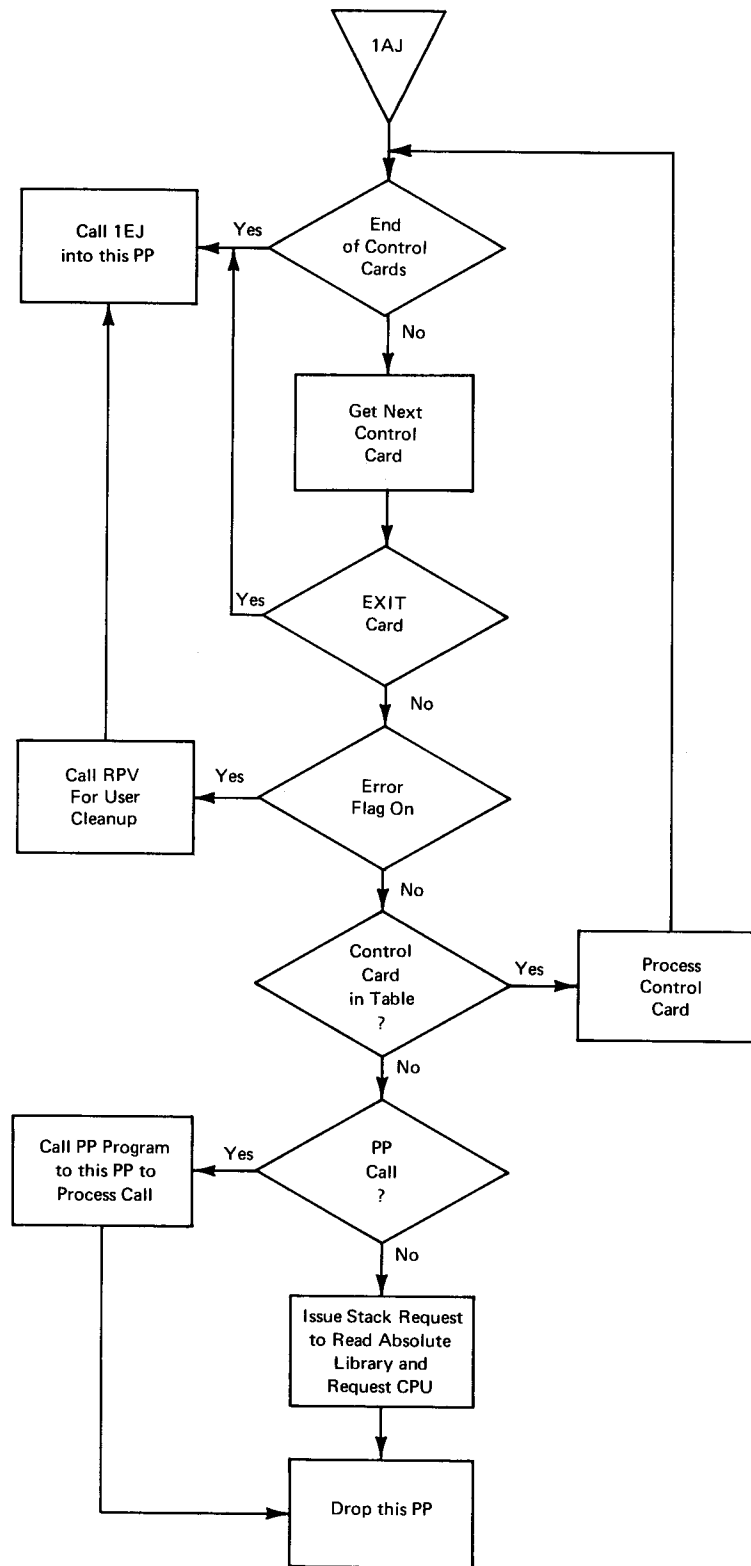 1AJ
End
of Control
Cards
Yes
No
Call 1EJ
into this PP
Get Next
Control
Card
EXIT
Card
Yes
No
Error
Flag On
Yes
No
Call RPV
For User
Cleanup
Control
Card
in Table
?
Yes
No
Process
Control
Card
PP
Call
?
Yes
No
Call PP Program
to this PP to
Process Call
Issue Stack Request
to Read Absolute
Library and
Request CPU
Drop this PP